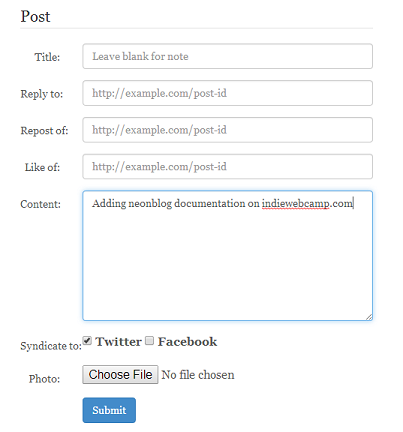 Post
Title: Leave blank for note
Reply to: http://example.com/post-id
Repost of: http://example.com/post-id
Like of: http://example.com/post-id
Content: Adding neonblog documentation on indiewebcamp.com
Syndicate to: Twitter Facebook
Photo: Choose File No file chosen
Submit